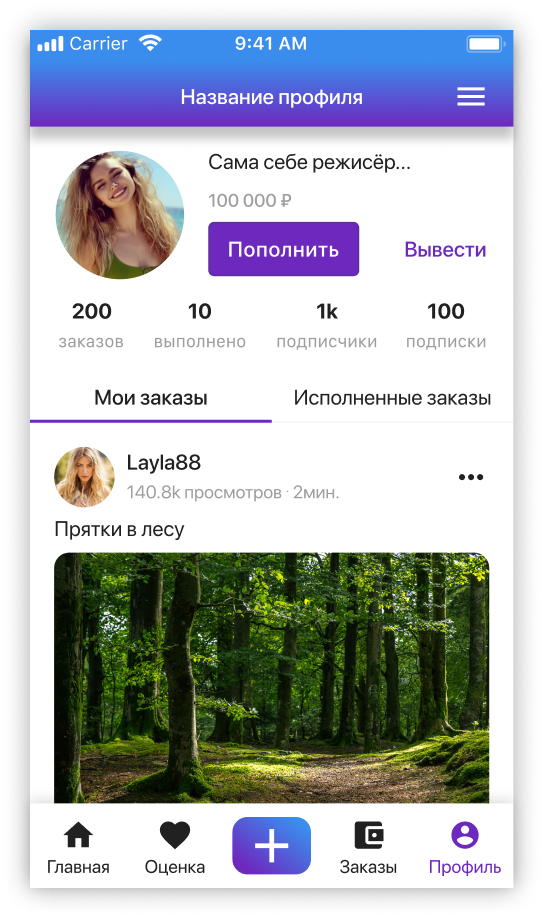 Carrier 9:41 AM
Название профиля
Сама себе режисёр...
100 000 ₽
Пополнить Вывести
200 10 1k 100
заказов выполнено подписчики подписки
Мои заказы Исполненные заказы
Layla88
140.8k просмотров · 2мин.
Прятки в лесу
Главная Оценка Заказы Профиль